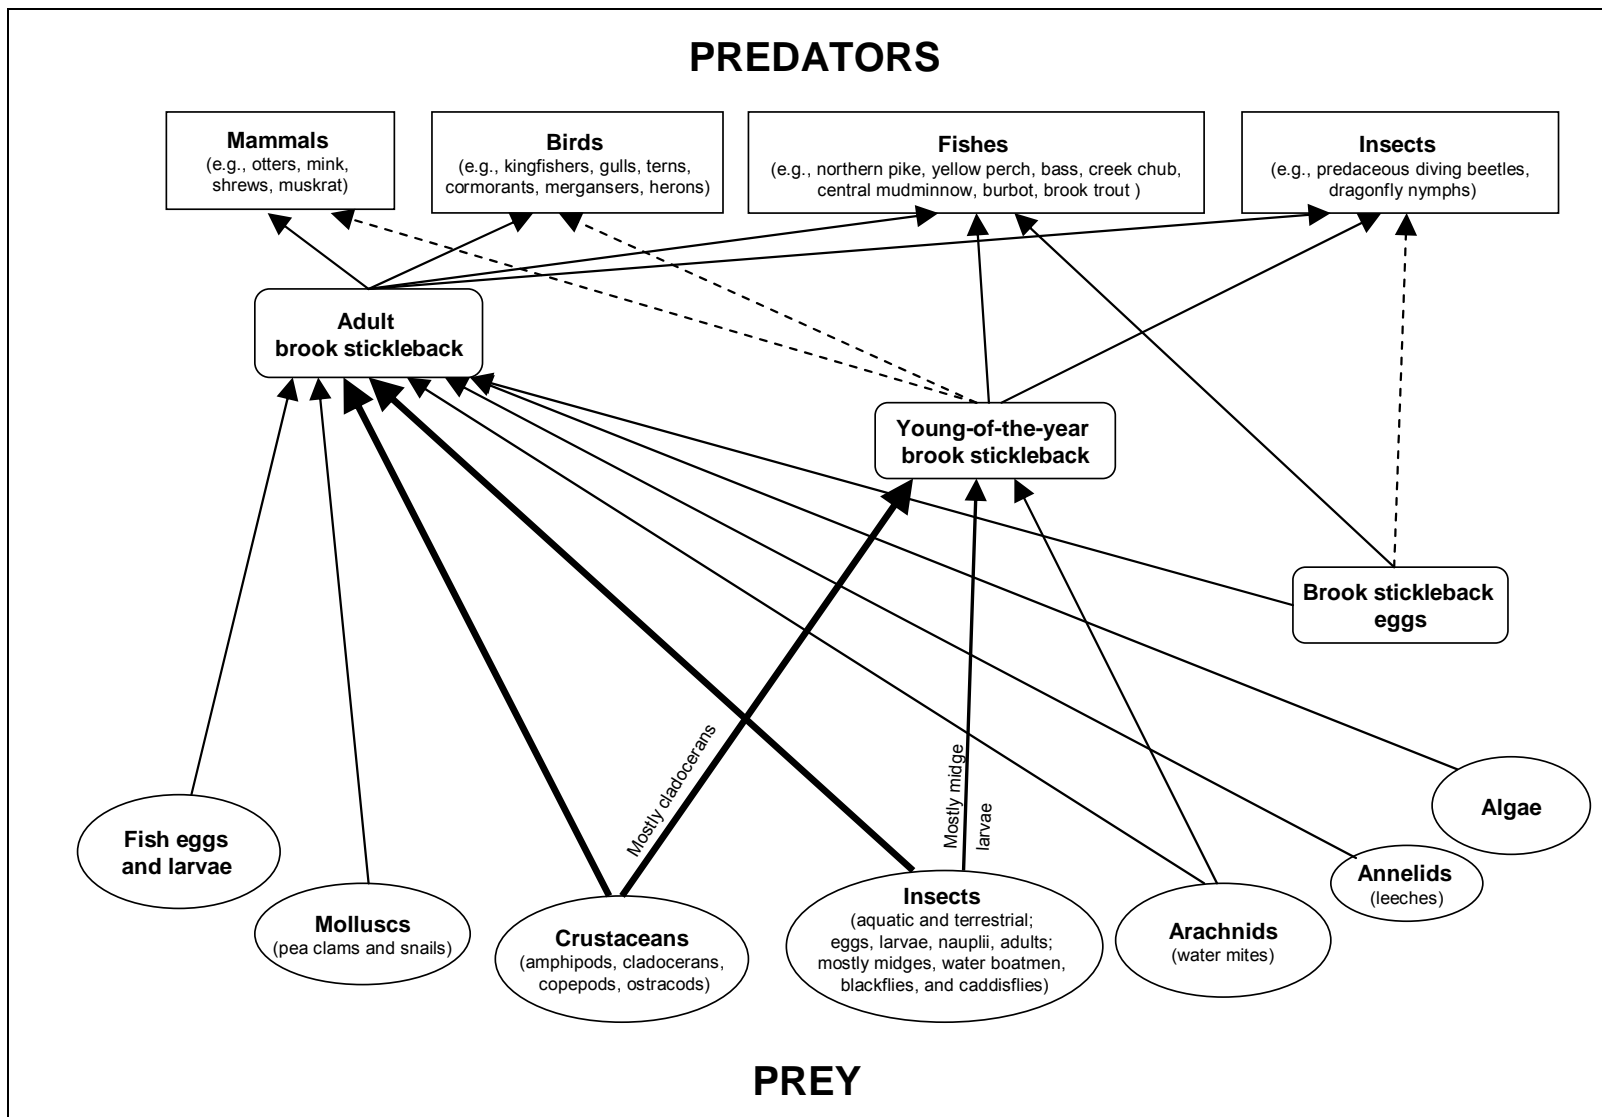 PREDATORS
Mammals
(e.g., otters, mink,
shrews, muskrat)
Birds
(e.g., kingfishers, gulls, terns,
cormorants, mergansers, herons)
Fishes
(e.g., northern pike, yellow perch, bass, creek chub,
central mudminnow, burbot, brook trout )
Insects
(e.g., predaceous diving beetles,
dragonfly nymphs)
Adult
brook stickleback
Young-of-the-year
brook stickleback
Brook stickleback
eggs
Mostly cladocerans
Mostly midge
larvae
Fish eggs
and larvae
Molluscs
(pea clams and snails)
Crustaceans
(amphipods, cladocerans,
copepods, ostracods)
Insects
(aquatic and terrestrial;
eggs, larvae, nauplii, adults;
mostly midges, water boatmen,
blackflies, and caddisflies)
Arachnids
(water mites)
Annelids
(leeches)
Algae
PREY